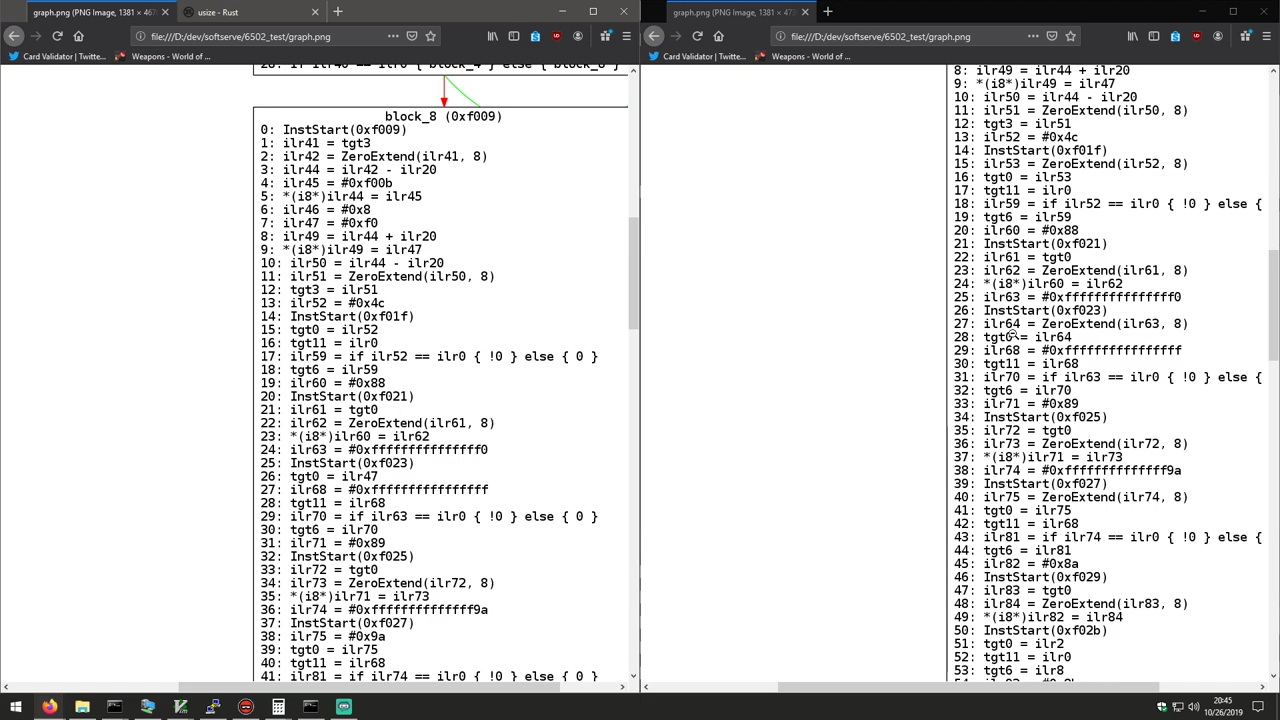 graph.png (PNG Image, 1381 × 467
usize - Rust
file:///D:/dev/softserve/6502_test/graph.png
Card Validator | Twitte...
Weapons - World of ...
block_8 (0xf009)
0: InstStart(0xf009)
1: ilr41 = tgt3
2: ilr42 = ZeroExtend(ilr41, 8)
3: ilr44 = ilr42 - ilr20
4: ilr45 = #0xf00b
5: *(i8*)ilr44 = ilr45
6: ilr46 = #0x8
7: ilr47 = #0xf0
8: ilr49 = ilr44 + ilr20
9: *(i8*)ilr49 = ilr47
10: ilr50 = ilr44 - ilr20
11: ilr51 = ZeroExtend(ilr50, 8)
12: tgt3 = ilr51
13: ilr52 = #0x4c
14: InstStart(0xf01f)
15: tgt0 = ilr52
16: tgt11 = ilr0
17: ilr59 = if ilr52 == ilr0 { !0 } else { 0 }
18: tgt6 = ilr59
19: ilr60 = #0x88
20: InstStart(0xf021)
21: ilr61 = tgt0
22: ilr62 = ZeroExtend(ilr61, 8)
23: *(i8*)ilr60 = ilr62
24: ilr63 = #0xfffffffffffffff0
25: InstStart(0xf023)
26: tgt0 = ilr47
27: ilr68 = #0xffffffffffffffff
28: tgt11 = ilr68
29: ilr70 = if ilr63 == ilr0 { !0 } else { 0 }
30: tgt6 = ilr70
31: ilr71 = #0x89
32: InstStart(0xf025)
33: ilr72 = tgt0
34: ilr73 = ZeroExtend(ilr72, 8)
35: *(i8*)ilr71 = ilr73
36: ilr74 = #0xffffffffffffff9a
37: InstStart(0xf027)
38: ilr75 = #0x9a
39: tgt0 = ilr75
40: tgt11 = ilr68
41: ilr81 = if ilr74 == ilr0 { !0 } else { 0 }
graph.png (PNG Image, 1381 × 473
file:///D:/dev/softserve/6502_test/graph.png
Card Validator | Twitte...
Weapons - World of ...
8: ilr49 = ilr44 + ilr20
9: *(i8*)ilr49 = ilr47
10: ilr50 = ilr44 - ilr20
11: ilr51 = ZeroExtend(ilr50, 8)
12: tgt3 = ilr51
13: ilr52 = #0x4c
14: InstStart(0xf01f)
15: ilr53 = ZeroExtend(ilr52, 8)
16: tgt0 = ilr53
17: tgt11 = ilr0
18: ilr59 = if ilr52 == ilr0 { !0 } else {
19: tgt6 = ilr59
20: ilr60 = #0x88
21: InstStart(0xf021)
22: ilr61 = tgt0
23: ilr62 = ZeroExtend(ilr61, 8)
24: *(i8*)ilr60 = ilr62
25: ilr63 = #0xfffffffffffffff0
26: InstStart(0xf023)
27: ilr64 = ZeroExtend(ilr63, 8)
28: tgt0 = ilr64
29: ilr68 = #0xffffffffffffffff
30: tgt11 = ilr68
31: ilr70 = if ilr63 == ilr0 { !0 } else {
32: tgt6 = ilr70
33: ilr71 = #0x89
34: InstStart(0xf025)
35: ilr72 = tgt0
36: ilr73 = ZeroExtend(ilr72, 8)
37: *(i8*)ilr71 = ilr73
38: ilr74 = #0xffffffffffffff9a
39: InstStart(0xf027)
40: ilr75 = ZeroExtend(ilr74, 8)
41: tgt0 = ilr75
42: tgt11 = ilr68
43: ilr81 = if ilr74 == ilr0 { !0 } else {
44: tgt6 = ilr81
45: ilr82 = #0x8a
46: InstStart(0xf029)
47: ilr83 = tgt0
48: ilr84 = ZeroExtend(ilr83, 8)
49: *(i8*)ilr82 = ilr84
50: InstStart(0xf02b)
51: tgt0 = ilr2
52: tgt11 = ilr0
53: tgt6 = ilr8
20:45
10/26/2019